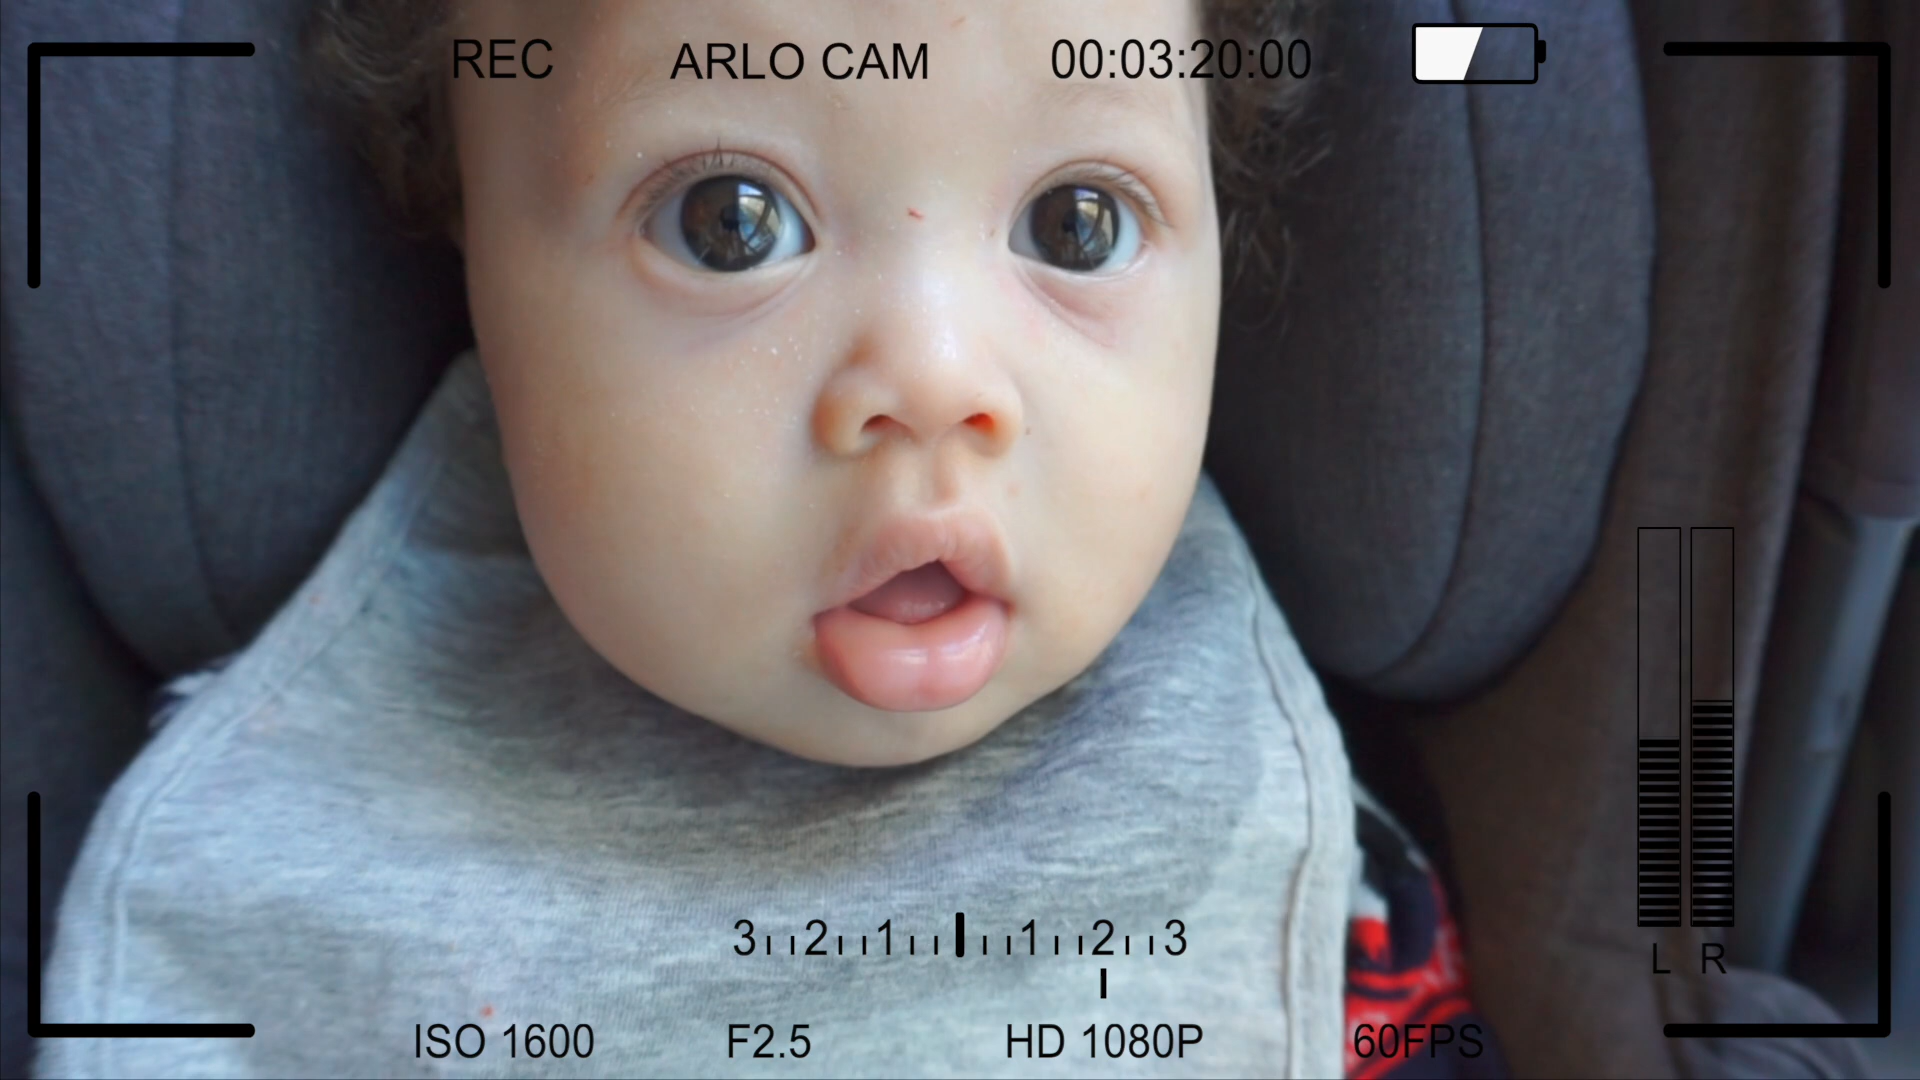 REC ARLO CAM 00:03:20:00
3 2 1 1 2 3
L R
ISO 1600 F2.5 HD 1080P 60FPS